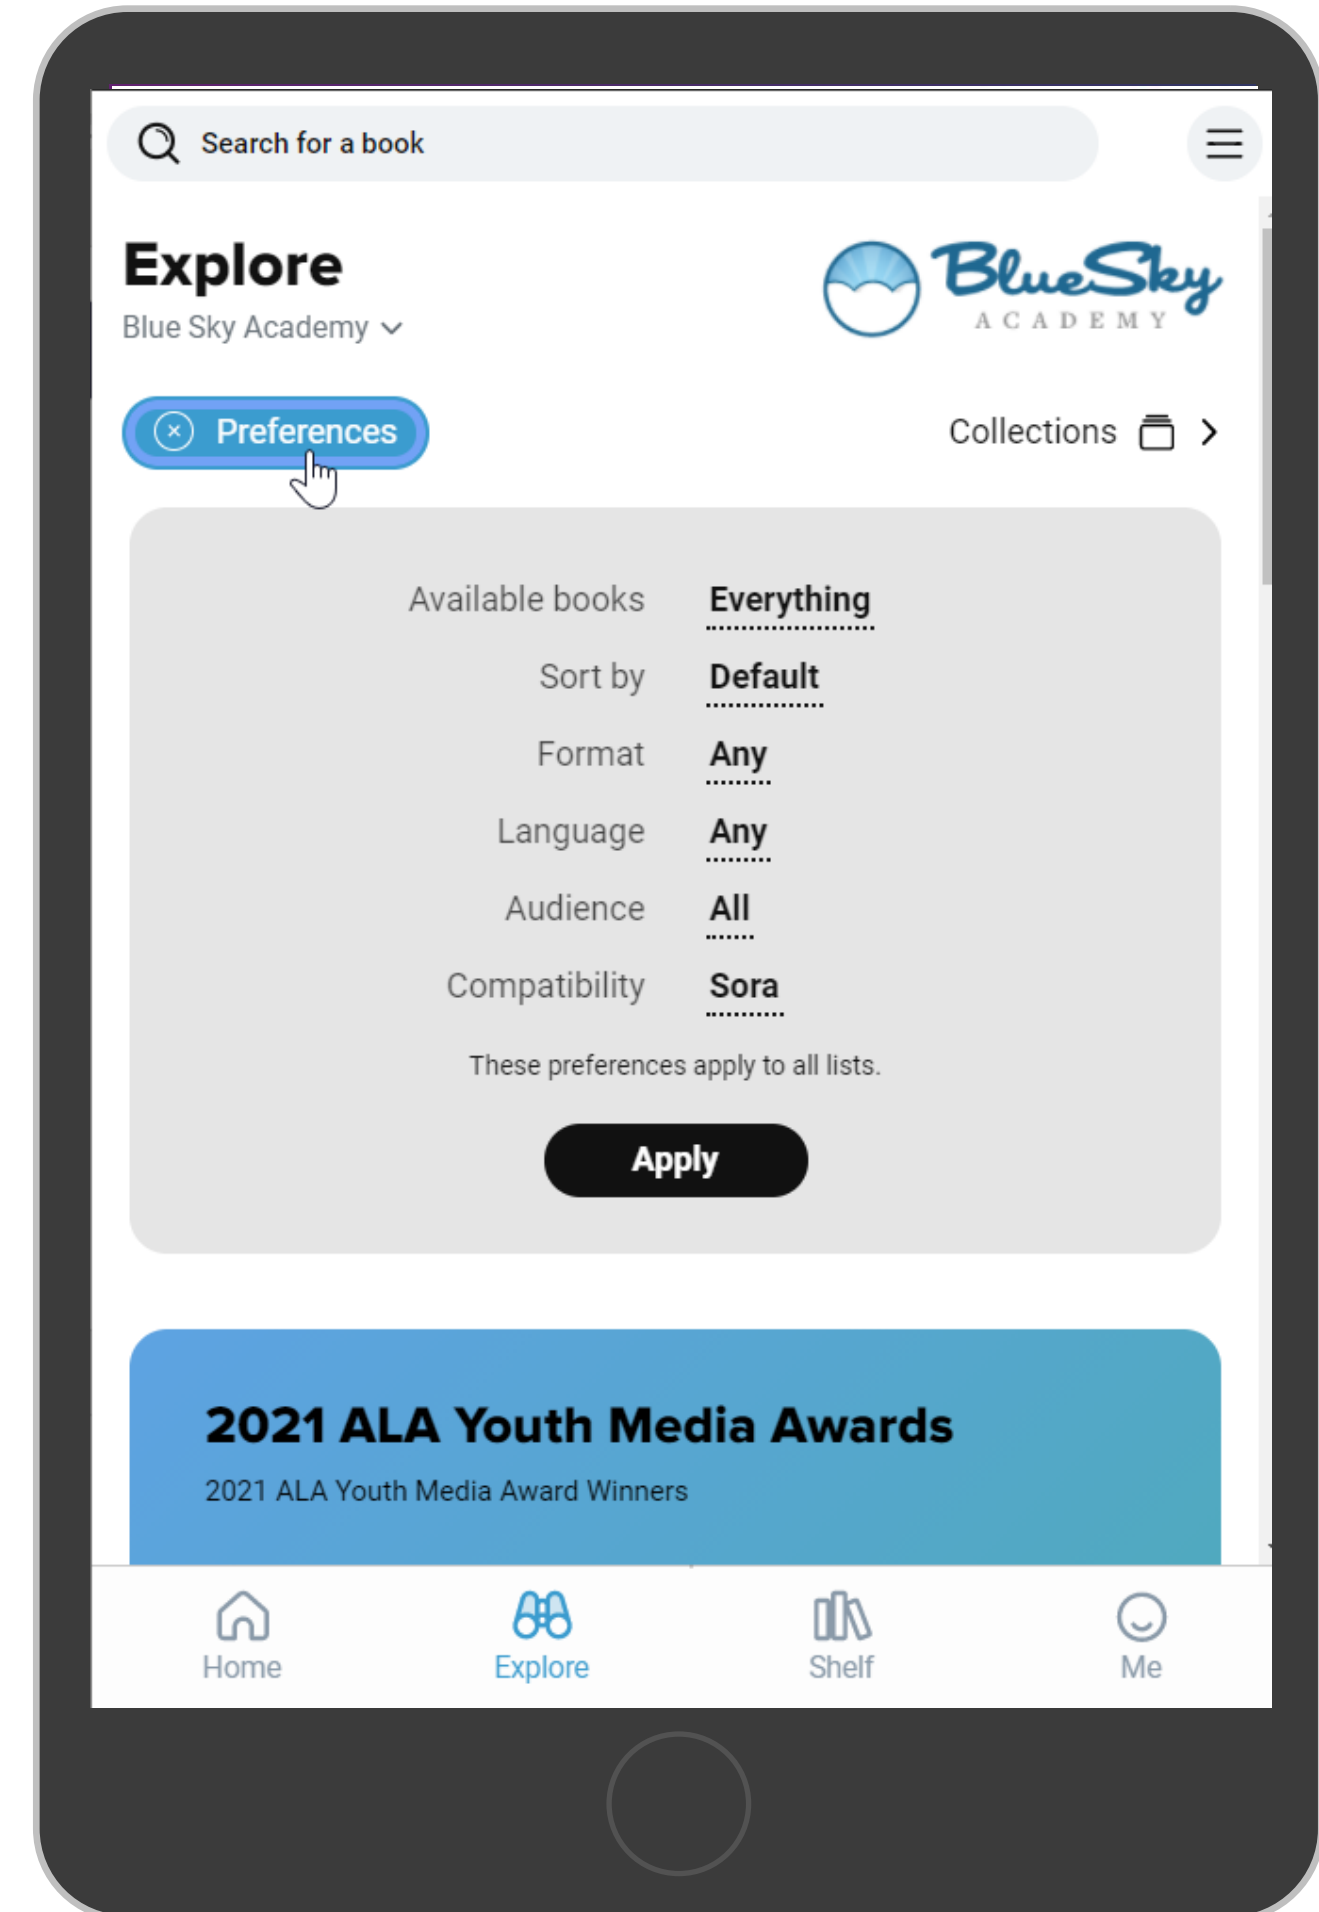 Search for a book
Explore
Blue Sky Academy
BlueSky
ACADEMY
Preferences
Collections
Available books Everything
Sort by Default
Format Any
Language Any
Audience All
Compatibility Sora
These preferences apply to all lists.
Apply
2021 ALA Youth Media Awards
2021 ALA Youth Media Award Winners
Home Explore Shelf Me